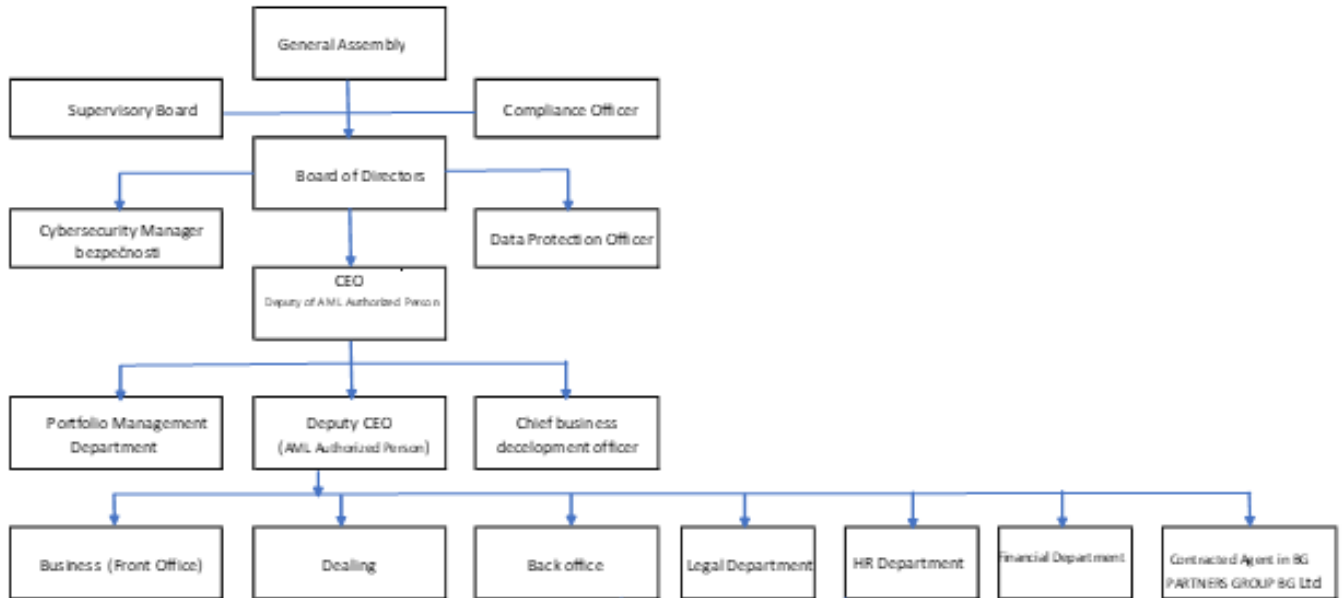 General Assembly
Supervisory Board
Compliance Officer
Board of Directors
Cybersecurity Manager
bezpečnosti
Data Protection Officer
CEO
Deputy of AML Authorized Person
Portfolio Management
Department
Deputy CEO
(AML Authorized Person)
Chief business
decelopment officer
Business (Front Office)
Dealing
Back office
Legal Department
HR Department
Financial Department
Contracted Agent in BG
PARTNERS GROUP BG Ltd